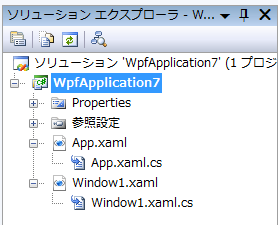 ソリューション エクスプローラ - W...
ソリューション 'WpfApplication7' (1 プロジ
WpfApplication7
Properties
参照設定
App.xaml
App.xaml.cs
Window1.xaml
Window1.xaml.cs